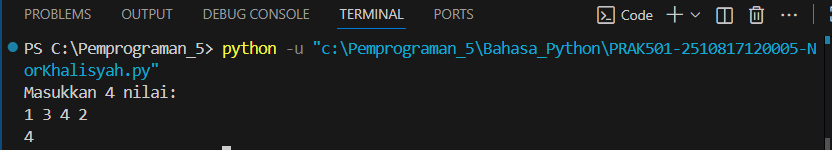 PROBLEMS OUTPUT DEBUG CONSOLE TERMINAL PORTS Code
PS C:\Pemprograman_5> python -u "c:\Pemprograman_5\Bahasa_Python\PRAK501-2510817120005-N
orKhalisyah.py"
Masukkan 4 nilai:
1 3 4 2
4